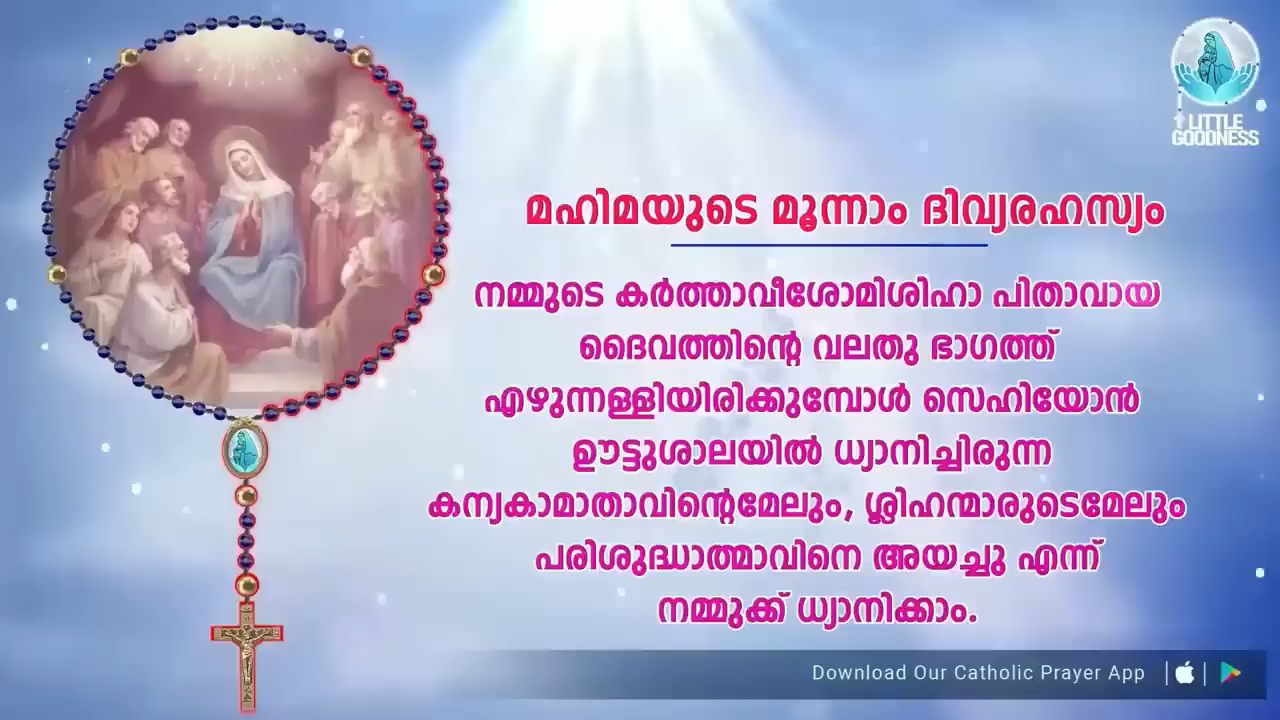 LITTLE
GOODNESS
മഹിമയുടെ മൂന്നാം ദിവ്യരഹസ്യം
നമ്മുടെ കർത്താവീശോമിശിഹാ പിതാവായ
ദൈവത്തിന്റെ വലതു ഭാഗത്ത്
എഴുന്നള്ളിയിരിക്കുമ്പോൾ സെഹിയോൻ
ഊട്ടുശാലയിൽ ധ്യാനിച്ചിരുന്ന
കന്യകാമാതാവിന്റെമേലും, ശ്ലിഹന്മാരുടെമേലും
പരിശുദ്ധാത്മാവിനെ അയച്ചു എന്ന്
നമ്മുക്ക് ധ്യാനിക്കാം.
Download Our Catholic Prayer App